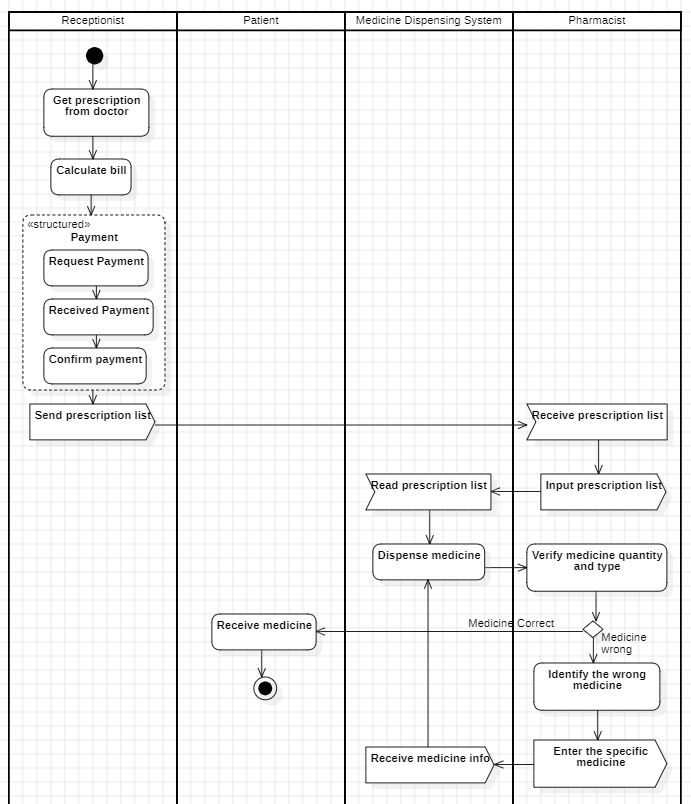 Receptionist
Patient
Medicine Dispensing System
Pharmacist
Get prescription
from doctor
Calculate bill
«structured»
Payment
Request Payment
Received Payment
Confirm payment
Send prescription list
Receive prescription list
Read prescription list
Input prescription list
Dispense medicine
Verify medicine quantity
and type
Receive medicine
Medicine Correct
Medicine
wrong
Identify the wrong
medicine
Receive medicine info
Enter the specific
medicine